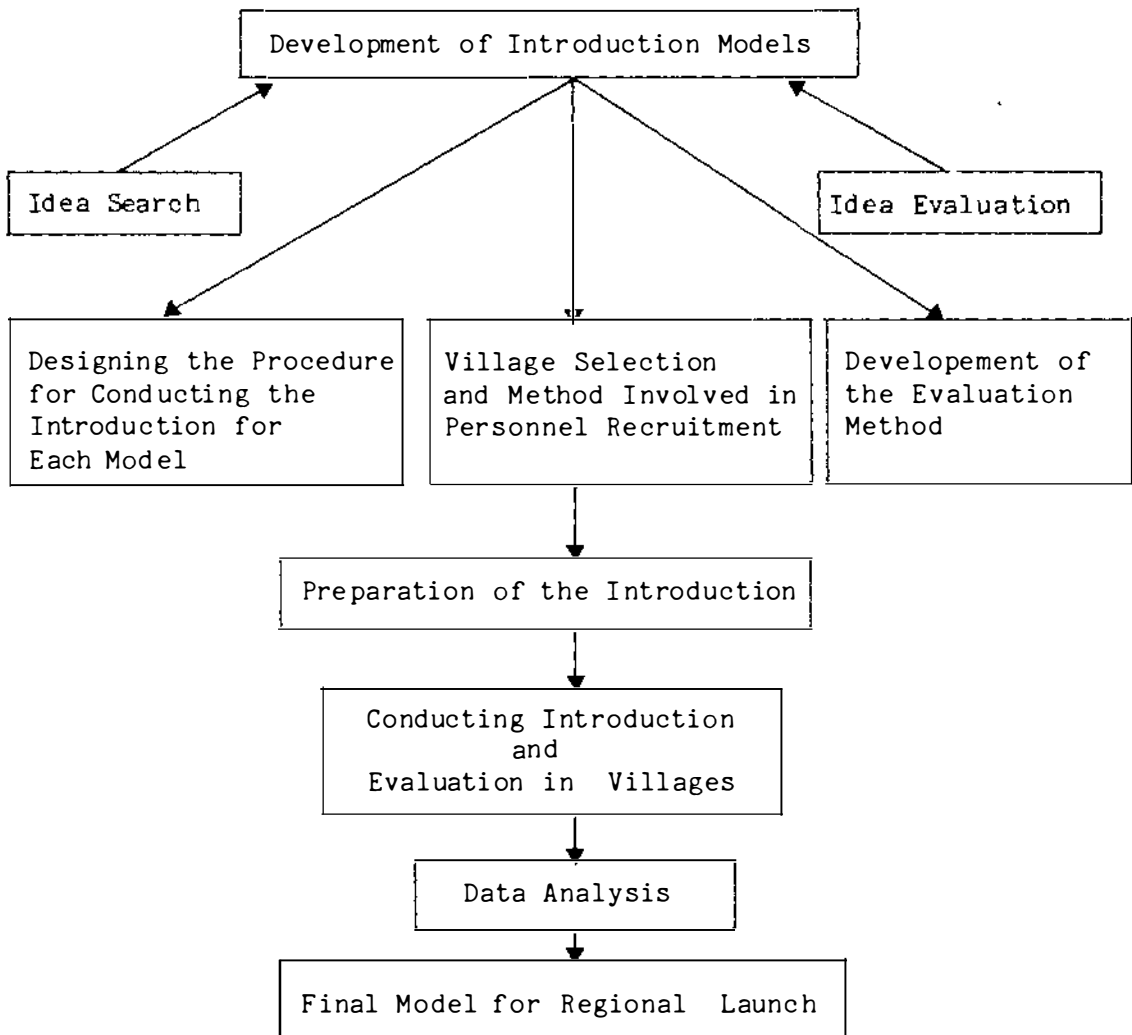 Development of Introduction Models
Idea Search
Idea Evaluation
Designing the Procedure
for Conducting the
Introduction for
Each Model
Village Selection
and Method Involved in
Personnel Recruitment
Developement of
the Evaluation
Method
Preparation of the Introduction
Conducting Introduction
and
Evaluation in Villages
Data Analysis
Final Model for Regional Launch